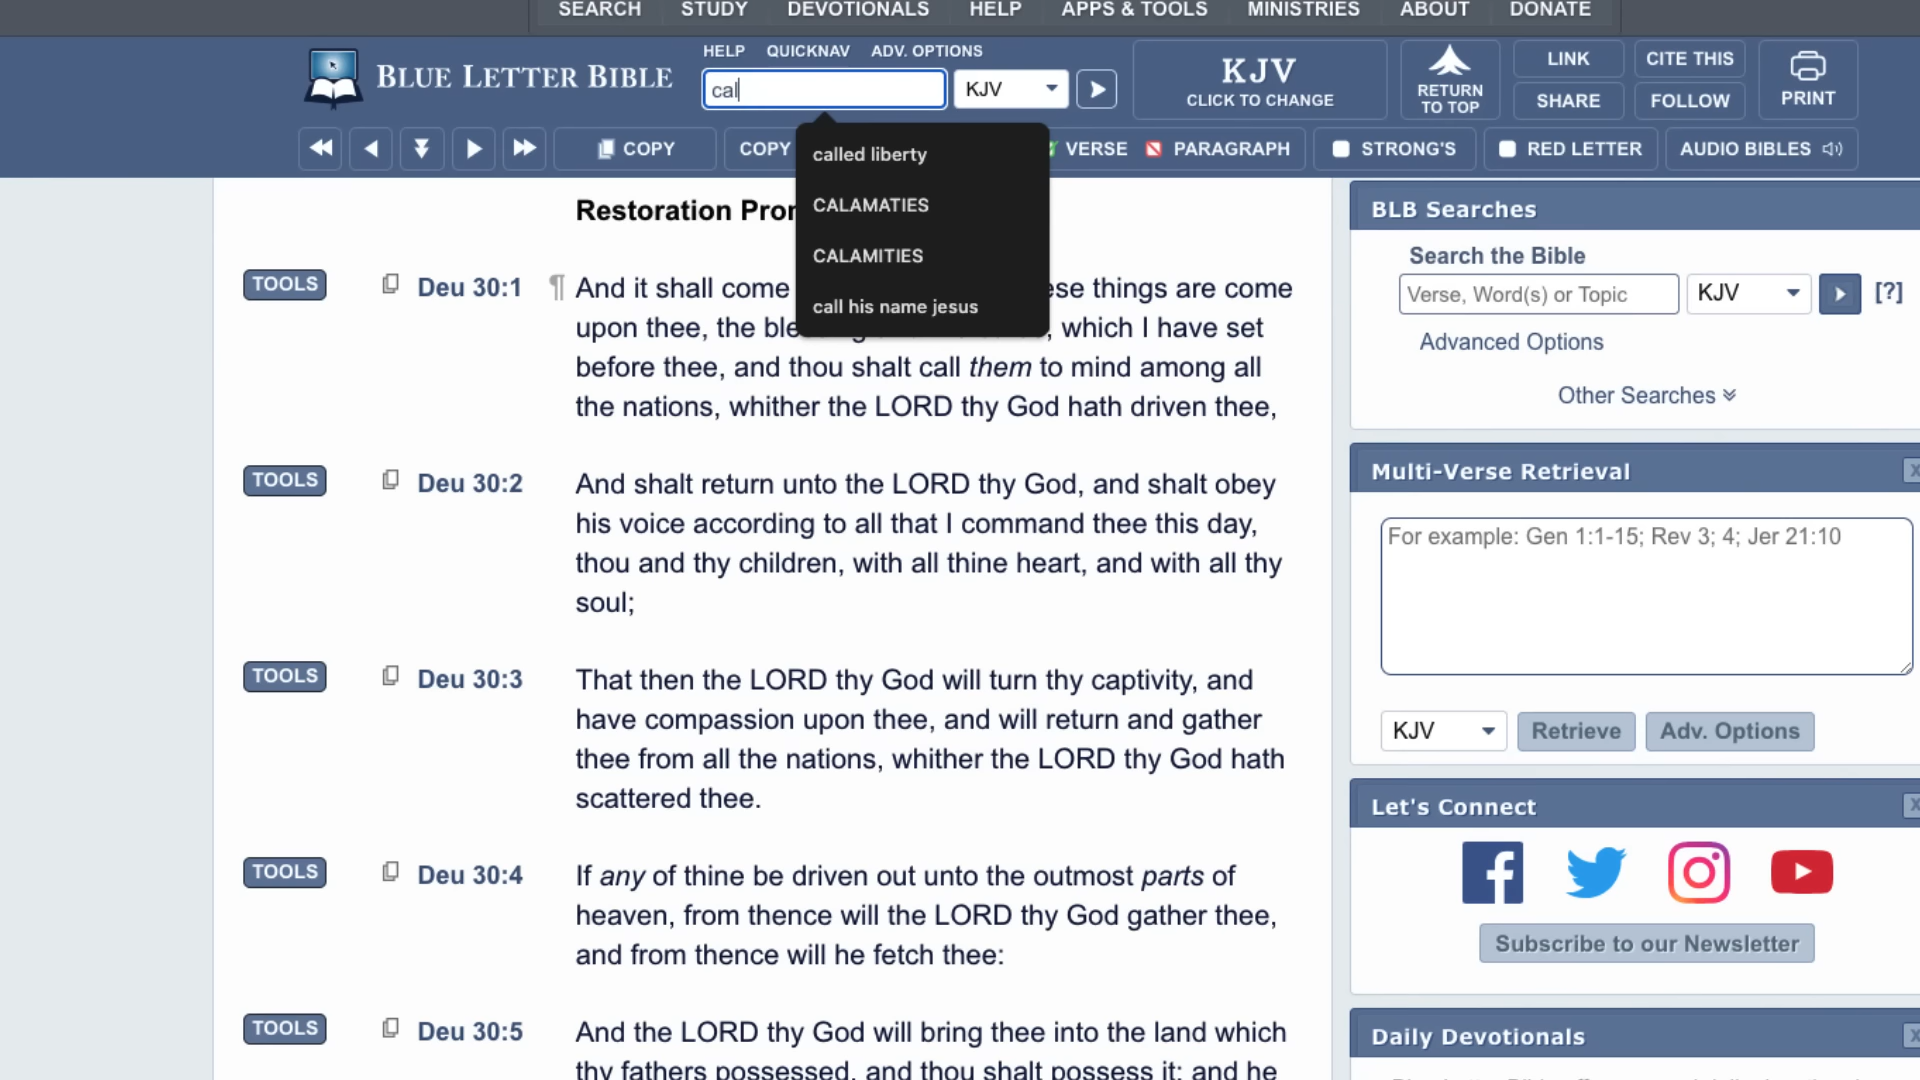 SEARCH STUDY DEVOTIONALS HELP APPS & TOOLS MINISTRIES ABOUT DONATE
BLUE LETTER BIBLE
HELP QUICKNAV ADV. OPTIONS
cal
KJV
KJV
CLICK TO CHANGE
RETURN
TO TOP
LINK
SHARE
CITE THIS
FOLLOW
PRINT
COPY COPY VERSE PARAGRAPH STRONG'S RED LETTER AUDIO BIBLES
called liberty
CALAMATIES
CALAMITIES
call his name jesus
Restoration
TOOLS Deu 30:1 ¶ And it shall come these things are come
upon thee, the which I have set
before thee, and thou shalt call them to mind among all
the nations, whither the LORD thy God hath driven thee,
TOOLS Deu 30:2 And shalt return unto the LORD thy God, and shalt obey
his voice according to all that I command thee this day,
thou and thy children, with all thine heart, and with all thy
soul;
TOOLS Deu 30:3 That then the LORD thy God will turn thy captivity, and
have compassion upon thee, and will return and gather
thee from all the nations, whither the LORD thy God hath
scattered thee.
TOOLS Deu 30:4 If any of thine be driven out unto the outmost parts of
heaven, from thence will the LORD thy God gather thee,
and from thence will he fetch thee:
TOOLS Deu 30:5 And the LORD thy God will bring thee into the land which
thy fathers possessed, and thou shalt possess it; and he
BLB Searches
Search the Bible
Verse, Word(s) or Topic KJV [?]
Advanced Options
Other Searches
Multi-Verse Retrieval X
For example: Gen 1:1-15; Rev 3; 4; Jer 21:10
KJV Retrieve Adv. Options
Let's Connect X
Subscribe to our Newsletter
Daily Devotionals X